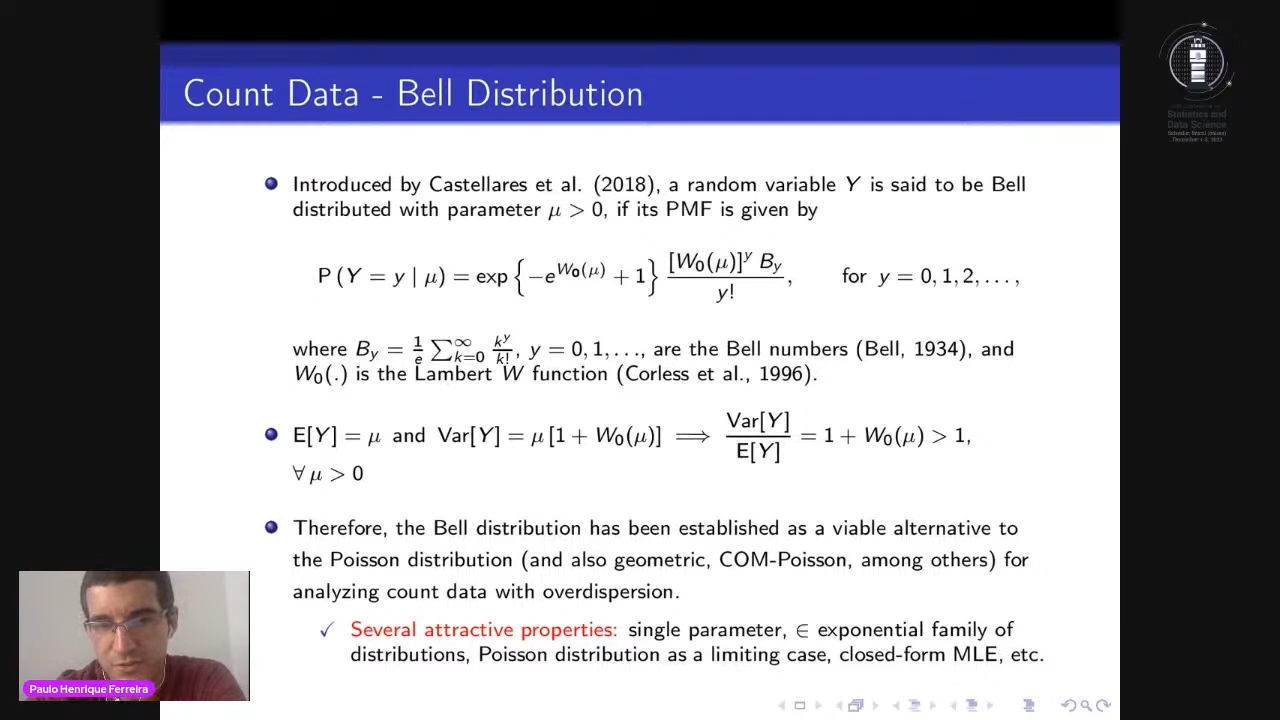 Count Data - Bell Distribution
Statistics and
Data Science
Introduced by Castellares et al. (2018), a random variable Y is said to be Bell
distributed with parameter μ > 0, if its PMF is given by
P (Y = y | μ) = exp {−e^{W₀(μ)} + 1} [W₀(μ)]^y B_y / y!, for y = 0, 1, 2, . . . ,
where B_y = 1/e ∑_{k=0}^{∞} k^y / k!, y = 0, 1, . . ., are the Bell numbers (Bell, 1934), and
W₀(.) is the Lambert W function (Corless et al., 1996).
E[Y] = μ and Var[Y] = μ [1 + W₀(μ)] ⟹ Var[Y] / E[Y] = 1 + W₀(μ) > 1,
∀ μ > 0
Therefore, the Bell distribution has been established as a viable alternative to
the Poisson distribution (and also geometric, COM-Poisson, among others) for
analyzing count data with overdispersion.
✓ Several attractive properties: single parameter, ∈ exponential family of
distributions, Poisson distribution as a limiting case, closed-form MLE, etc.
Paulo Henrique Ferreira